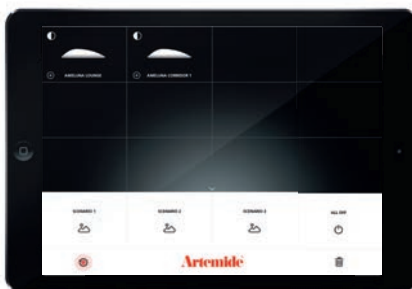 AMELUNA LOUNGE
AMELUNA CORRIDOR 1
SCENARIO 1
SCENARIO 2
SCENARIO 3
ALL OFF
Artemide